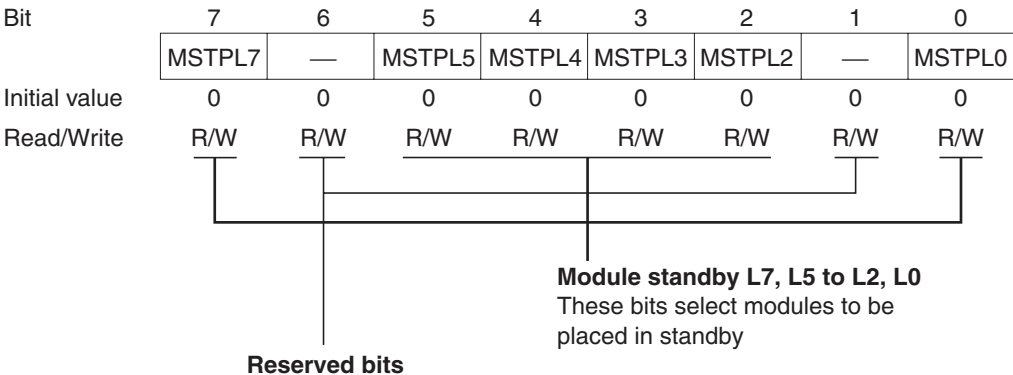 Bit 7 6 5 4 3 2 1 0
MSTPL7 — MSTPL5 MSTPL4 MSTPL3 MSTPL2 — MSTPL0
Initial value 0 0 0 0 0 0 0 0
Read/Write R/W R/W R/W R/W R/W R/W R/W R/W
Module standby L7, L5 to L2, L0
These bits select modules to be
placed in standby
Reserved bits